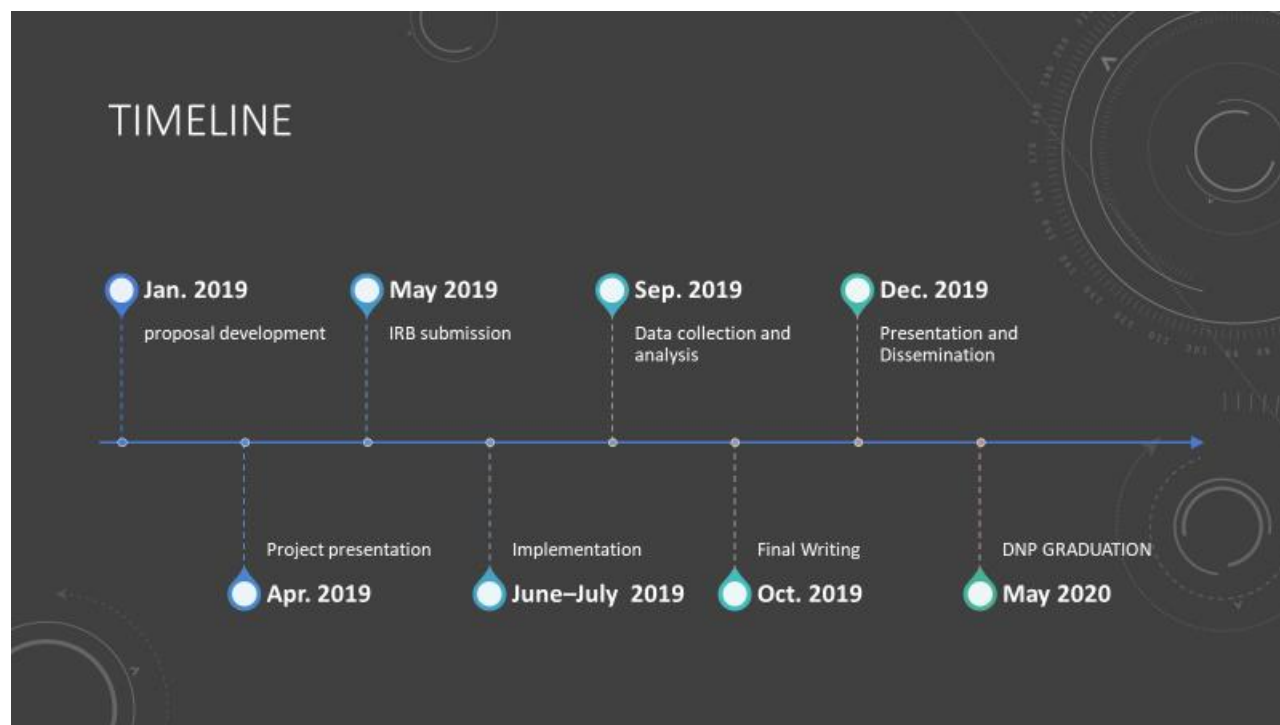 TIMELINE
Jan. 2019
proposal development
May 2019
IRB submission
Sep. 2019
Data collection and
analysis
Dec. 2019
Presentation and
Dissemination
Project presentation
Apr. 2019
Implementation
June–July  2019
Final Writing
Oct. 2019
DNP GRADUATION
May 2020